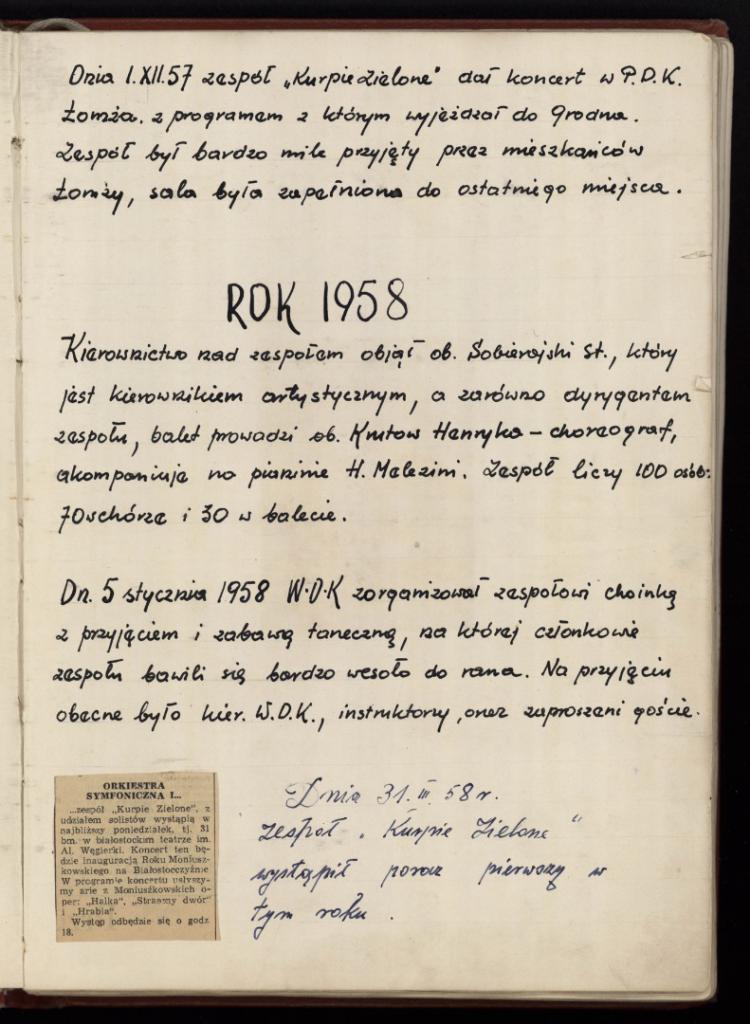 Dnia 1.XII.57 zespół „Kurpie Zielone" dał koncert w P.D.K.
Łomża. z programem z którym wyjeżdżał do Grodna.
Zespół był bardzo mile przyjęty przez mieszkańców
Łomży, sala była zapełniona do ostatniego miejsca.
ROK 1958
Kierownictwo nad zespołem objął ob. Sobierajski St., który
jest kierownikiem artystycznym, a zarówno dyrygentem
zespołu, balet prowadzi ob. Krutow Henryka – choreograf,
akompaniuje na pianinie H. Malezini. Zespół liczy 100 osób:
70 w chórze i 30 w balecie.
Dn. 5 stycznia 1958 W.D.K zorganizował zespołowi choinkę
z przyjęciem i zabawą taneczną, na której członkowie
zespołu bawili się bardzo wesoło do rana. Na przyjęciu
obecne było kier. W.D.K., instruktorzy, oraz zaproszeni goście.
ORKIESTRA
SYMFONICZNA I...
...zespół „Kurpie Zielone", z
udziałem solistów wystąpią w
najbliższy poniedziałek, tj. 31
bm. w białostockim teatrze im.
Al. Węgierki. Koncert ten bę-
dzie inauguracją Roku Moniusz-
kowskiego na Białostocczyźnie.
W programie koncertu usłyszy-
my arie z Moniuszkowskich o-
per: „Halka", „Straszny dwór"
i „Hrabia".
Występ odbędzie się o godz
18.
Dnia 31. III. 58 r.
zespół „Kurpie Zielone"
wystąpił poraz pierwszy w
tym roku.